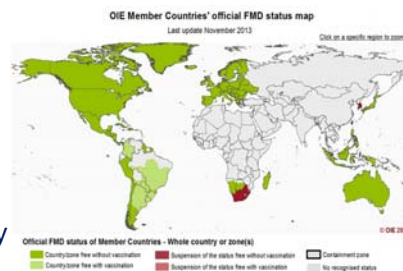 OIE Member Countries' official FMD status map
Last update November 2013
Click on a specific region to zoom
© OIE 20
y
Official FMD status of Member Countries - Whole country or zone(s)
Country/zone free without vaccination
Suspension of the status free without vaccination
Containment zone
Country/zone free with vaccination
Suspension of the status free with vaccination
No recognised status